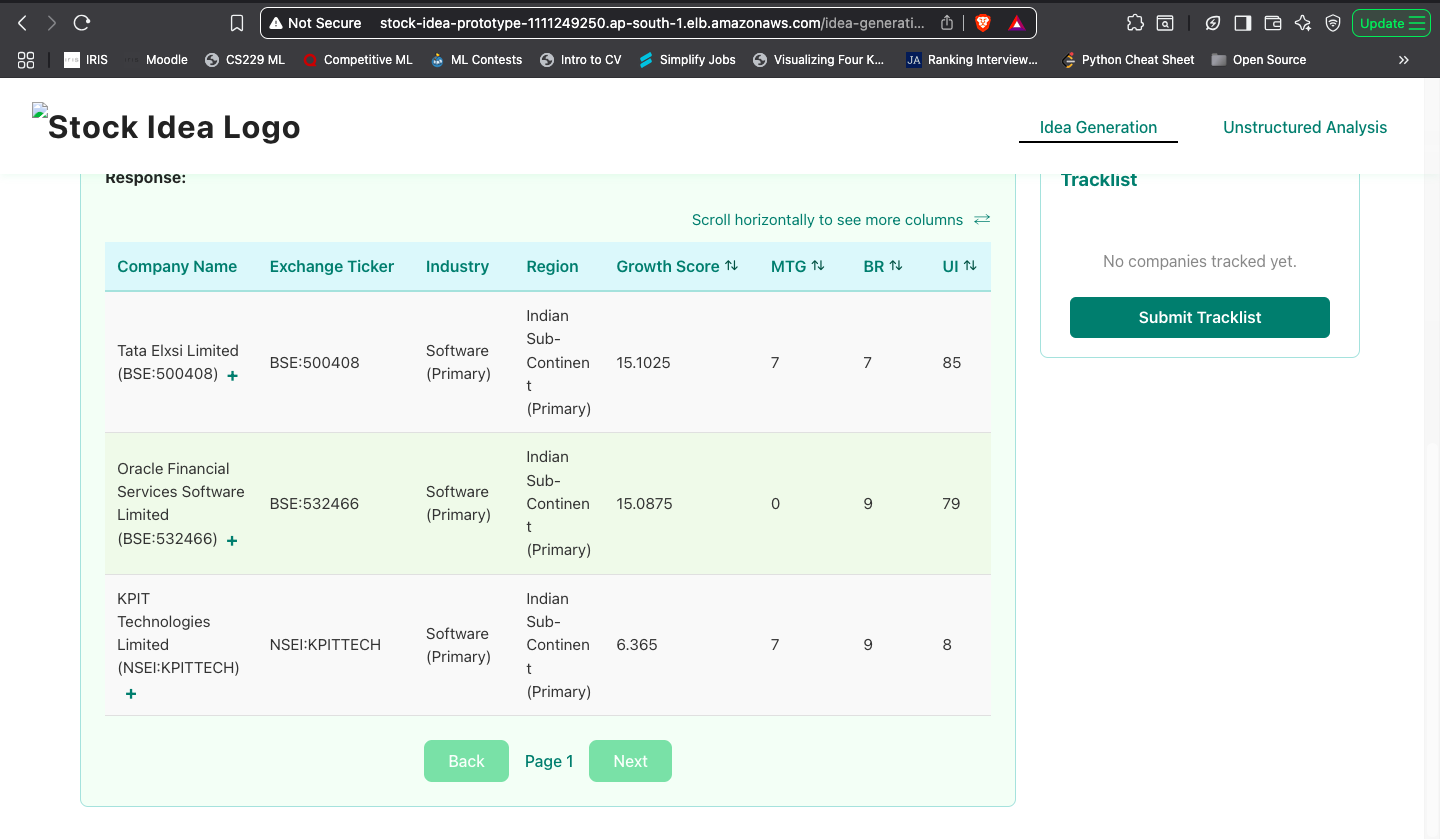 Not Secure stock-idea-prototype-1111249250.ap-south-1.elb.amazonaws.com/idea-generati...
Update
IRIS
Moodle
CS229 ML
Competitive ML
ML Contests
Intro to CV
Simplify Jobs
Visualizing Four K...
JA Ranking Interview...
Python Cheat Sheet
Open Source
»
Stock Idea Logo
Idea Generation
Unstructured Analysis
Response:
Scroll horizontally to see more columns
Company Name Exchange Ticker Industry Region Growth Score MTG BR UI
Tata Elxsi Limited
(BSE:500408) +
BSE:500408
Software
(Primary)
Indian
Sub-
Continen
t
(Primary)
15.1025
7
7
85
Oracle Financial
Services Software
Limited
(BSE:532466) +
BSE:532466
Software
(Primary)
Indian
Sub-
Continen
t
(Primary)
15.0875
0
9
79
KPIT
Technologies
Limited
(NSEI:KPITTECH)
+
NSEI:KPITTECH
Software
(Primary)
Indian
Sub-
Continen
t
(Primary)
6.365
7
9
8
Back Page 1 Next
Tracklist
No companies tracked yet.
Submit Tracklist